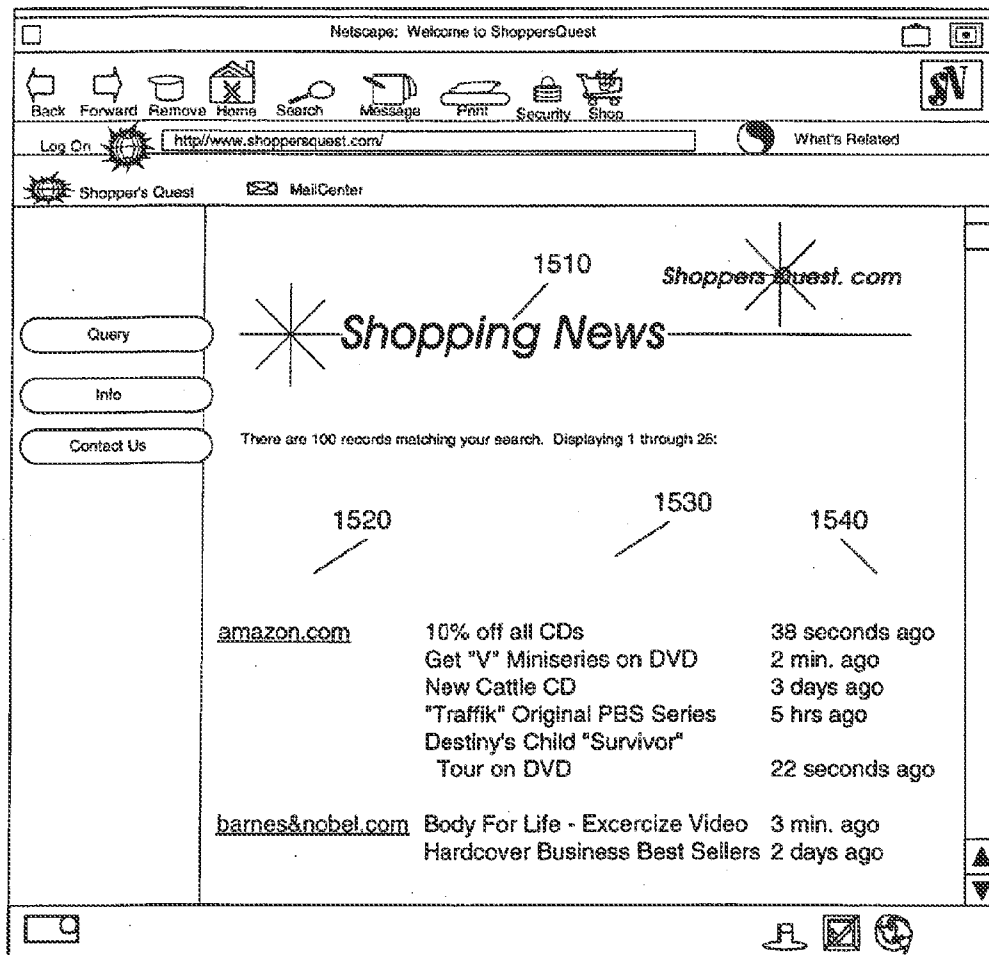 Netscape: Welcome to ShoppersQuest
Back Forward Remove Home Search Message Print Security Shop
SN
Log On http//www.shoppersquest.com/ What's Related
Shopper's Quest MailCenter
1510
Shoppers Quest. com
Shopping News
Query
Info
Contact Us
There are 100 records matching your search. Displaying 1 through 25:
1520 1530 1540
amazon.com 10% off all CDs 38 seconds ago
Get "V" Miniseries on DVD 2 min. ago
New Cattle CD 3 days ago
"Traffik" Original PBS Series 5 hrs ago
Destiny's Child "Survivor"
Tour on DVD 22 seconds ago
barnes&nobel.com Body For Life - Excercize Video 3 min. ago
Hardcover Business Best Sellers 2 days ago